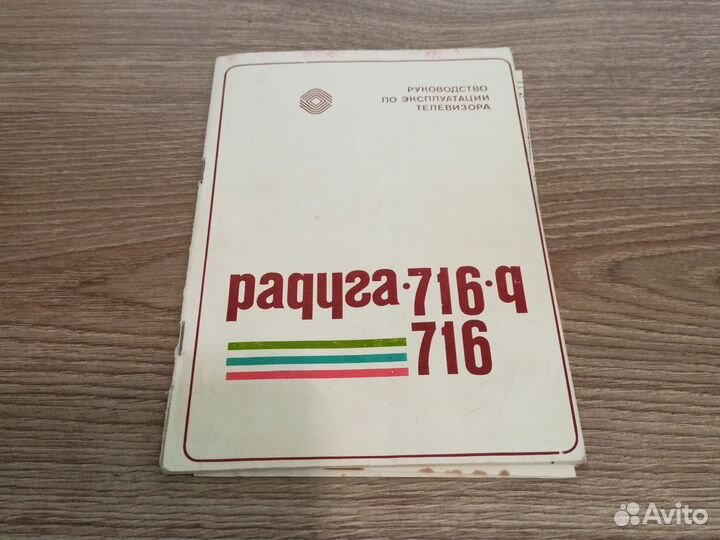 РУКОВОДСТВО
ПО ЭКСПЛУАТАЦИИ
ТЕЛЕВИЗОРА
радуга·716·д
716
Avito